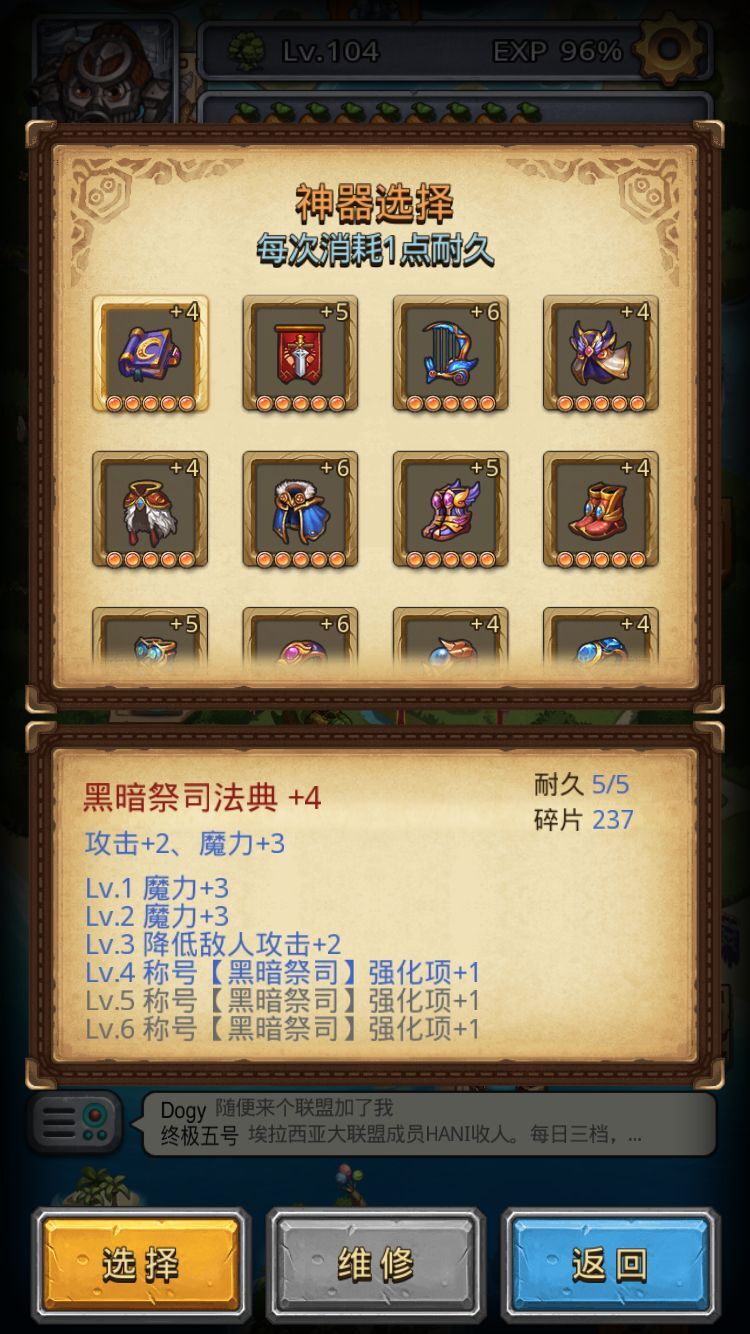 Lv.104 EXP 96%
神器选择
每次消耗1点耐久
+4 +5 +6 +4
+4 +6 +5 +4
+5 +6 +4 +4
黑暗祭司法典 +4
耐久 5/5
碎片 237
攻击+2、魔力+3
Lv.1 魔力+3
Lv.2 魔力+3
Lv.3 降低敌人攻击+2
Lv.4 称号【黑暗祭司】强化项+1
Lv.5 称号【黑暗祭司】强化项+1
Lv.6 称号【黑暗祭司】强化项+1
Dogy 随便来个联盟加了我
终极五号 埃拉西亚大联盟成员HANI收人。每日三档，...
选择 维修 返回